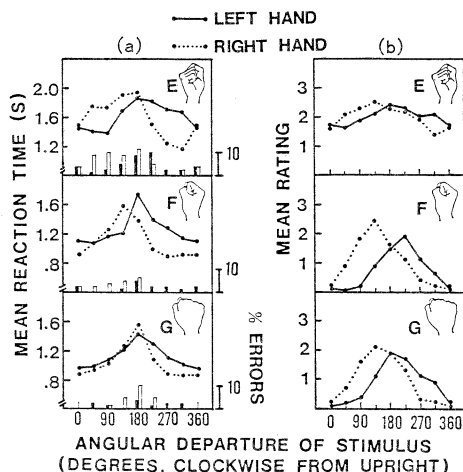 LEFT HAND
(a) RIGHT HAND (b)
E E
2.0
1.6
1.2
10
3
2
1
F F
1.6
1.2
.8
10
3
2
1
0
G G
1.6
1.2
.8
10
3
2
1
0
MEAN REACTION TIME (S)
% ERRORS
MEAN RATING
0 90 180 270 360 0 90 180 270 360
ANGULAR DEPARTURE OF STIMULUS
(DEGREES, CLOCKWISE FROM UPRIGHT)